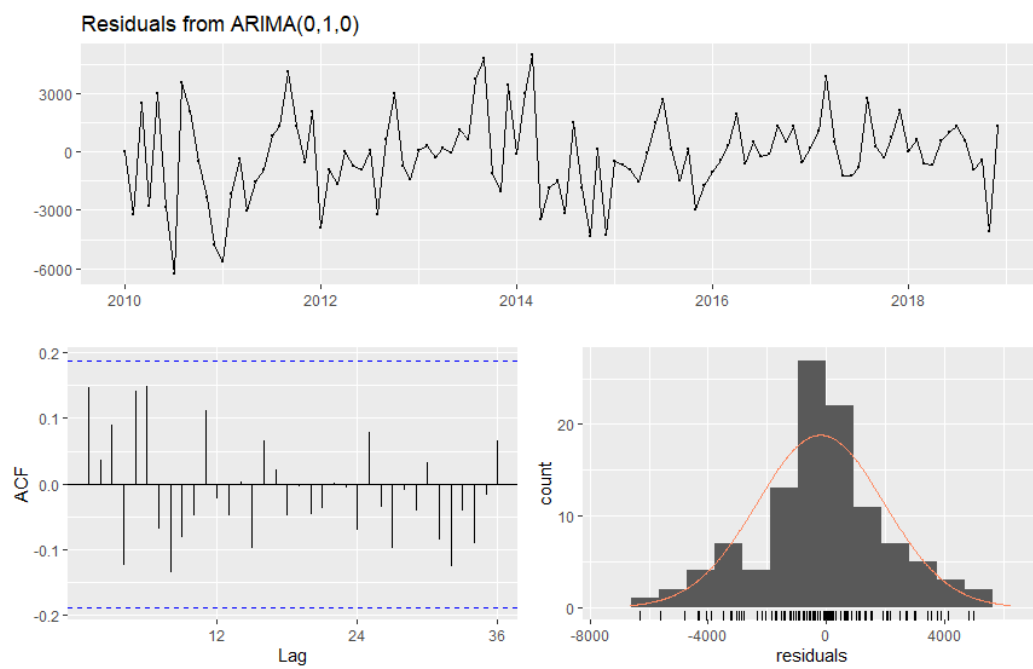 Residuals from ARIMA(0,1,0)
3000
0
-3000
-6000
2010 2012 2014 2016 2018
0.2
0.1
0.0
-0.1
-0.2
ACF
12 24 36
Lag
20
10
0
count
-8000 -4000 0 4000
residuals